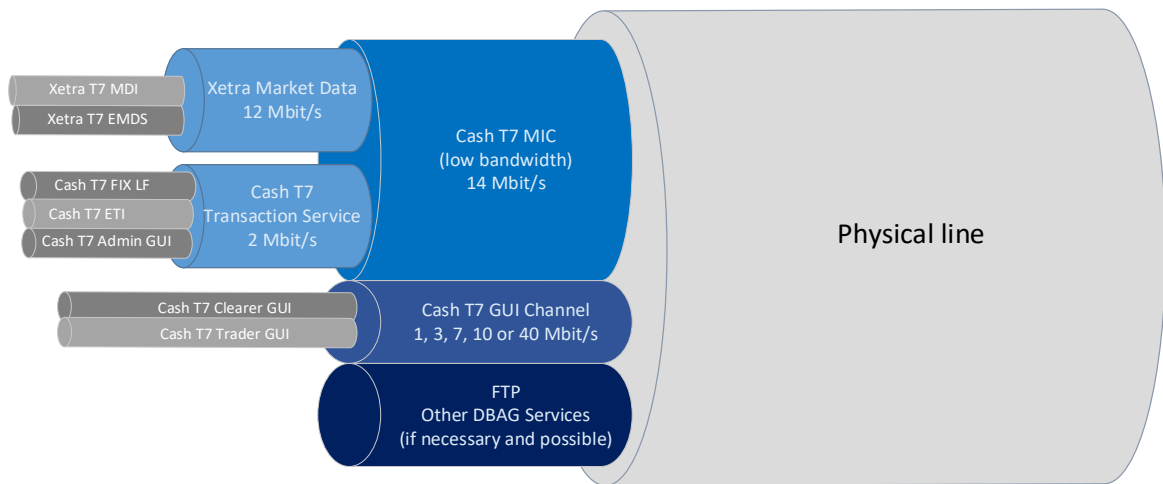 Xetra T7 MDI
Xetra T7 EMDS
Xetra Market Data
12 Mbit/s
Cash T7 FIX LF
Cash T7 ETI
Cash T7 Admin GUI
Cash T7
Transaction Service
2 Mbit/s
Cash T7 MIC
(low bandwidth)
14 Mbit/s
Cash T7 Clearer GUI
Cash T7 Trader GUI
Cash T7 GUI Channel
1, 3, 7, 10 or 40 Mbit/s
FTP
Other DBAG Services
(if necessary and possible)
Physical line